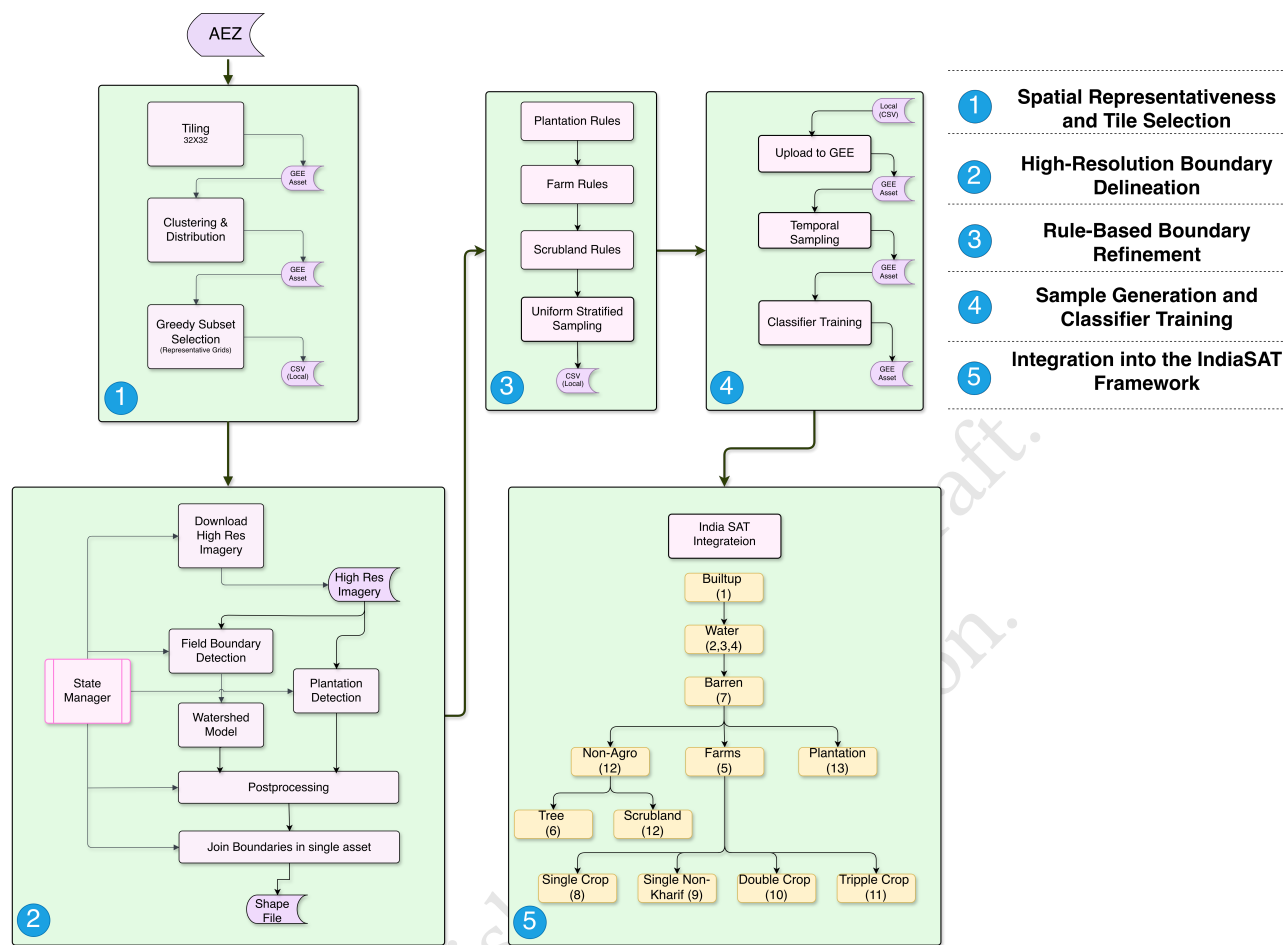 AEZ
Tiling
32X32
GEE
Asset
Clustering &
Distribution
GEE
Asset
Greedy Subset
Selection
(Representative Grids)
CSV
(Local)
1
Plantation Rules
Farm Rules
Scrubland Rules
Uniform Stratified
Sampling
CSV
(Local)
3
Local
(CSV)
Upload to GEE
GEE
Asset
Temporal
Sampling
GEE
Asset
Classifier Training
GEE
Asset
4
1
Spatial Representativeness
and Tile Selection
2
High-Resolution Boundary
Delineation
3
Rule-Based Boundary
Refinement
4
Sample Generation and
Classifier Training
5
Integration into the IndiaSAT
Framework
Download
High Res
Imagery
High Res
Imagery
Field Boundary
Detection
State
Manager
Plantation
Detection
Watershed
Model
Postprocessing
Join Boundaries in single asset
Shape
File
2
India SAT
Integrateion
Builtup
(1)
Water
(2,3,4)
Barren
(7)
Non-Agro
(12)
Farms
(5)
Plantation
(13)
Tree
(6)
Scrubland
(12)
Single Crop
(8)
Single Non-
Kharif (9)
Double Crop
(10)
Tripple Crop
(11)
5